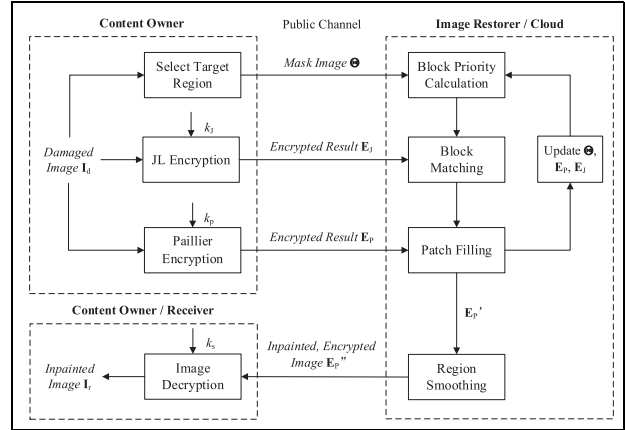 Content Owner
Public Channel
Image Restorer / Cloud
Select Target
Region
Mask Image Θ
Block Priority
Calculation
kJ
Damaged
Image Id
JL Encryption
Encrypted Result EJ
Block
Matching
Update Θ,
EP, EJ
kp
Paillier
Encryption
Encrypted Result EP
Patch Filling
EP'
Content Owner / Receiver
ks
Inpainted
Image Ir
Image
Decryption
Inpainted, Encrypted
Image EP"
Region
Smoothing